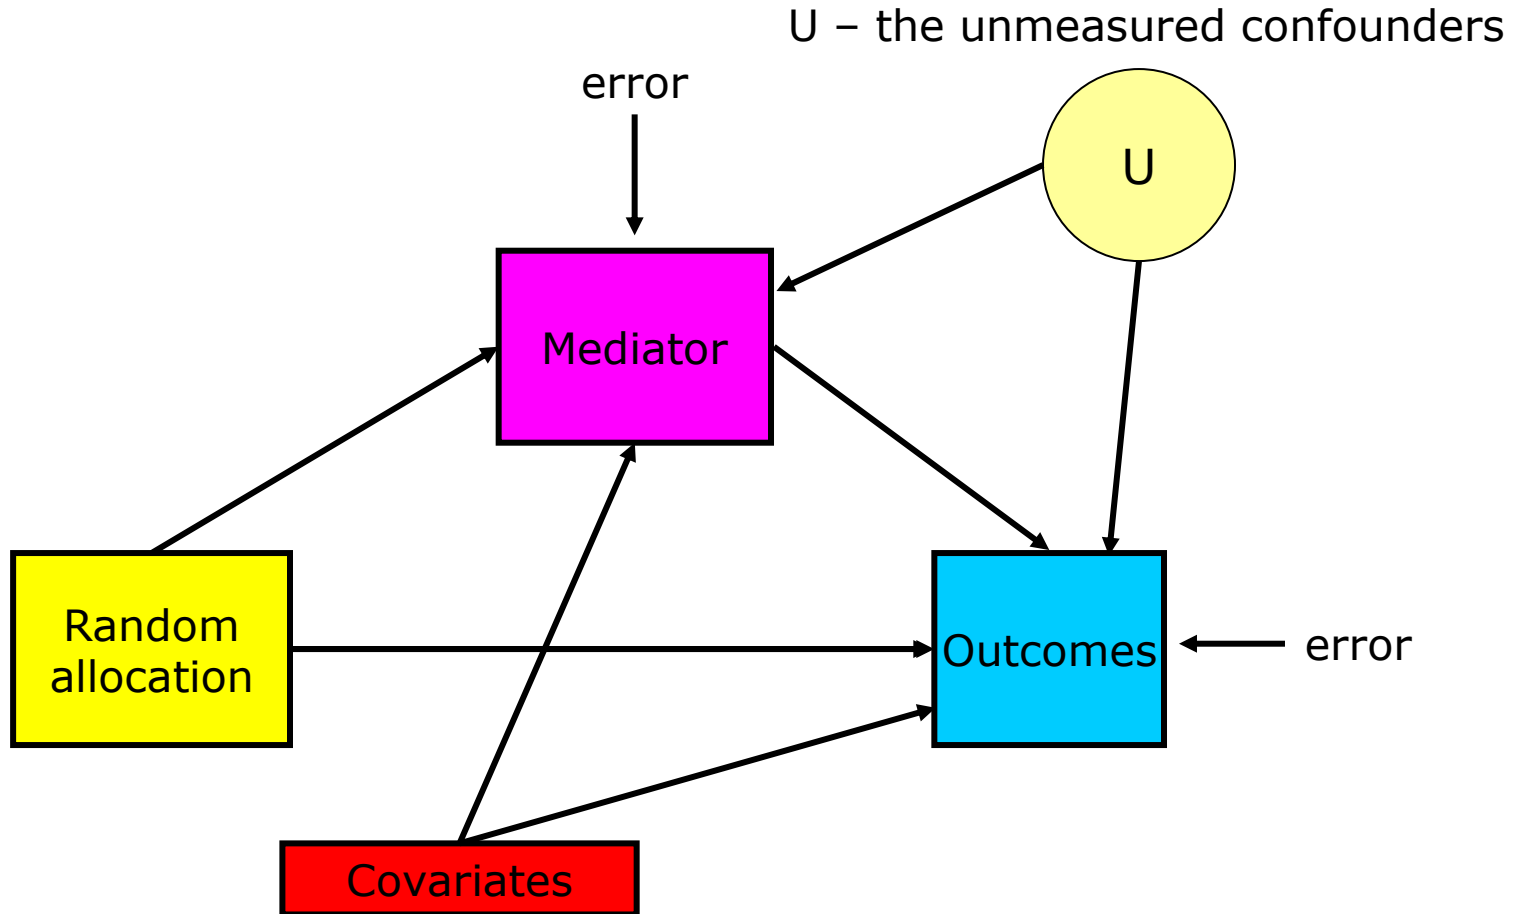 U – the unmeasured confounders
error
U
Mediator
Random
allocation
Outcomes
error
Covariates